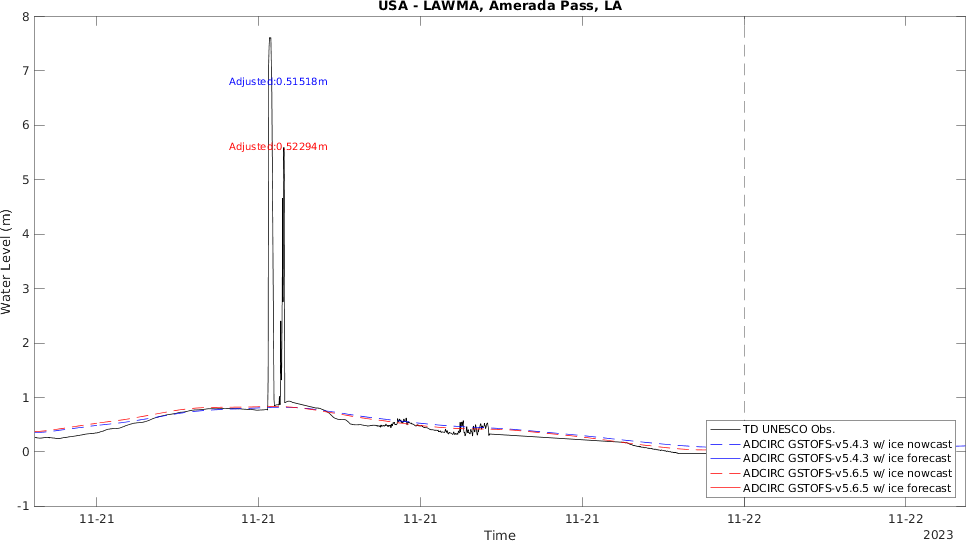 USA - LAWMA, Amerada Pass, LA
8
7
6
5
4
3
2
1
0
-1
Water Level (m)
Adjusted:0.51518m
Adjusted:0.52294m
TD UNESCO Obs.
ADCIRC GSTOFS-v5.4.3 w/ ice nowcast
ADCIRC GSTOFS-v5.4.3 w/ ice forecast
ADCIRC GSTOFS-v5.6.5 w/ ice nowcast
ADCIRC GSTOFS-v5.6.5 w/ ice forecast
11-21 11-21 11-21 11-21 11-22 11-22
Time
2023